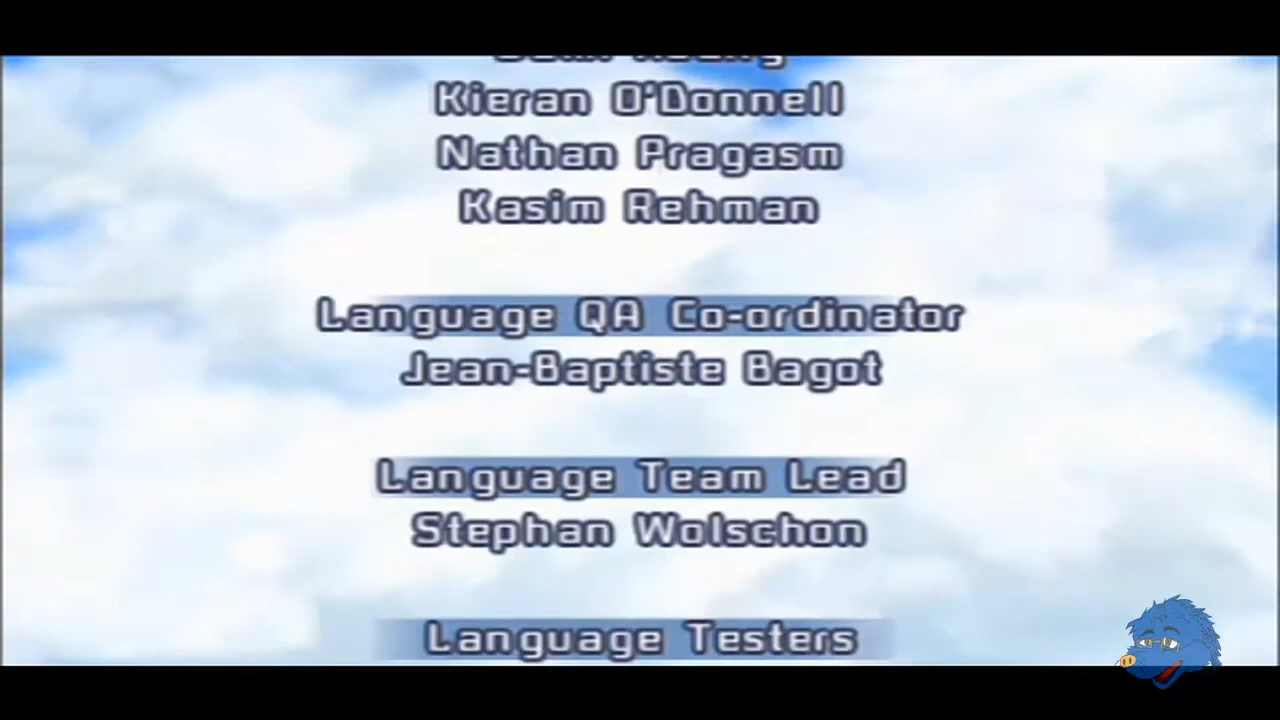 Kieran O'Donnell
Nathan Pragasm
Kasim Rehman
Language QA Co-ordinator
Jean-Baptiste Bagot
Language Team Lead
Stephan Wolschon
Language Testers